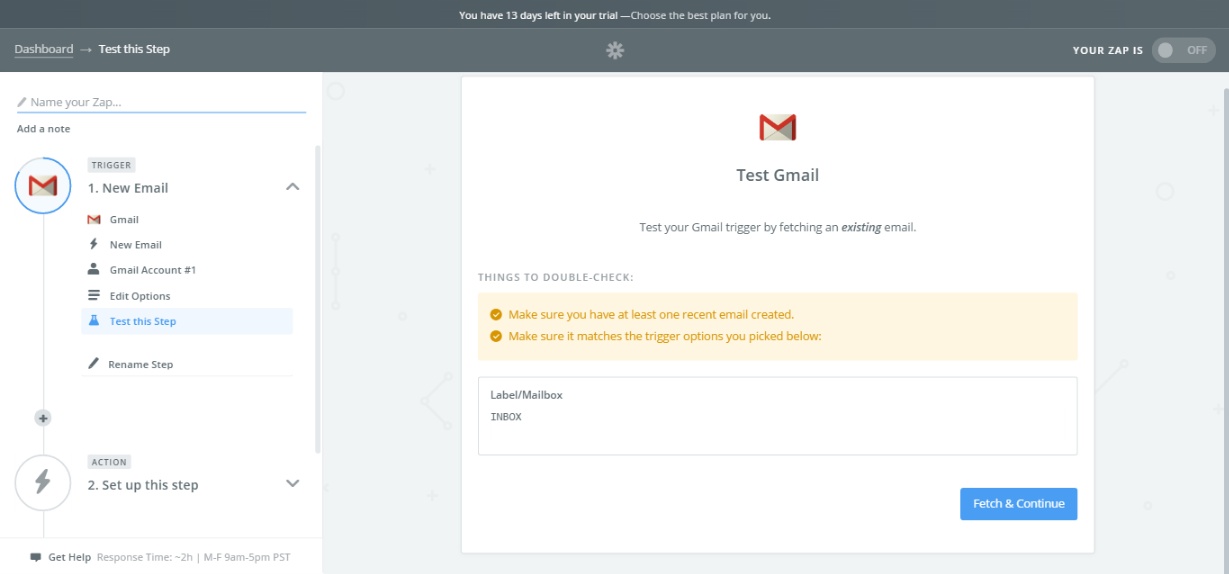 You have 13 days left in your trial —Choose the best plan for you.
Dashboard → Test this Step
YOUR ZAP IS OFF
Name your Zap...
Add a note
TRIGGER
1. New Email
Gmail
New Email
Gmail Account #1
Edit Options
Test this Step
Rename Step
ACTION
2. Set up this step
Get Help Response Time: ~2h | M-F 9am-5pm PST
Test Gmail
Test your Gmail trigger by fetching an existing email.
THINGS TO DOUBLE-CHECK:
Make sure you have at least one recent email created.
Make sure it matches the trigger options you picked below:
Label/Mailbox
INBOX
Fetch & Continue